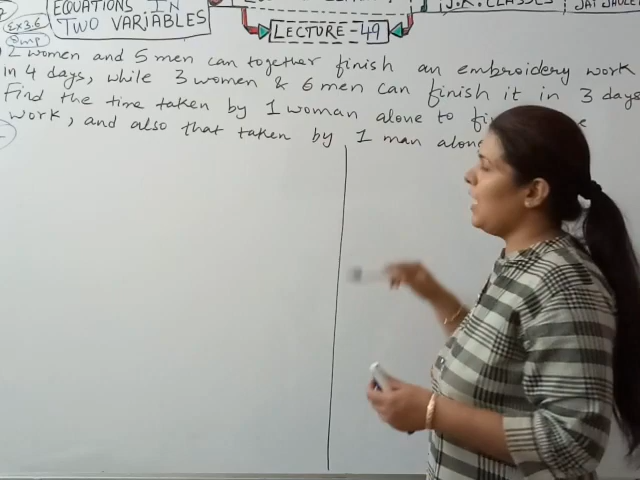 EQUATIONS IN
TWO VARIABLES
Ex 3.6
Imp
LECTURE-49
J.K. CLASSES
2 women and 5 men can together finish an embroidery work
in 4 days, while 3 women & 6 men can finish it in 3 days
Find the time taken by 1 woman alone to
work, and also that taken by 1 man alone